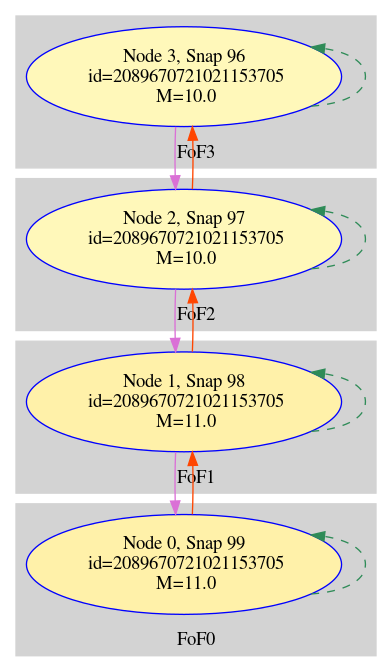 Node 3, Snap 96
id=2089670721021153705
M=10.0
FoF3
Node 2, Snap 97
id=2089670721021153705
M=10.0
FoF2
Node 1, Snap 98
id=2089670721021153705
M=11.0
FoF1
Node 0, Snap 99
id=2089670721021153705
M=11.0
FoF0